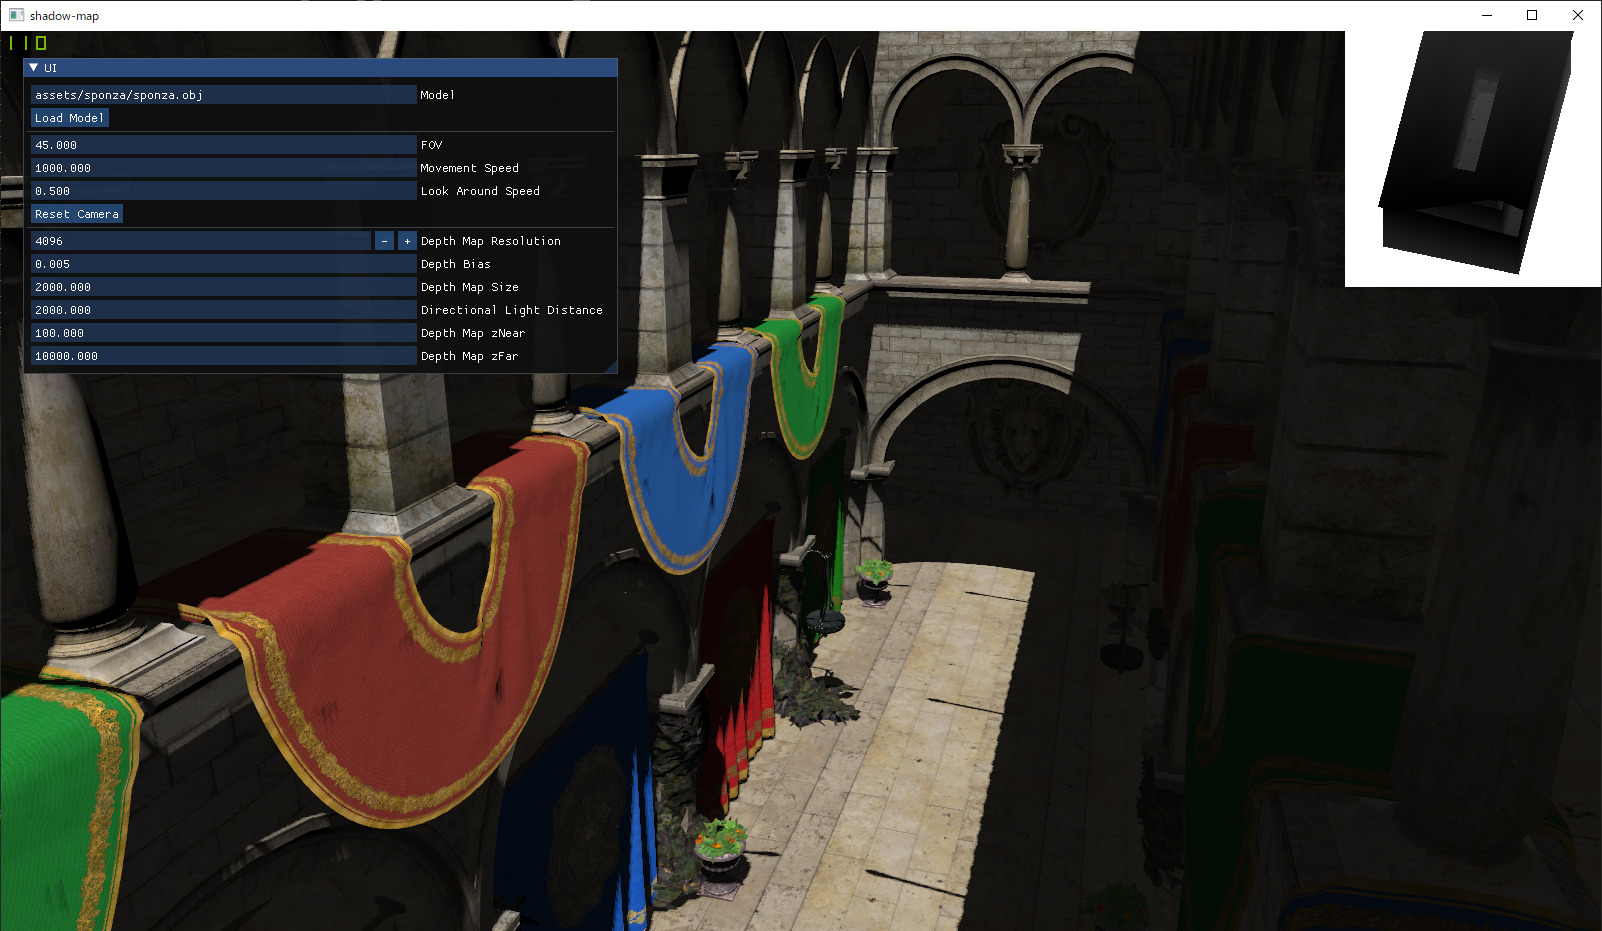 shadow-map
UI
assets/sponza/sponza.obj Model
Load Model
45.000 FOV
1000.000 Movement Speed
0.500 Look Around Speed
Reset Camera
4096 - + Depth Map Resolution
0.005 Depth Bias
2000.000 Depth Map Size
2000.000 Directional Light Distance
100.000 Depth Map zNear
10000.000 Depth Map zFar